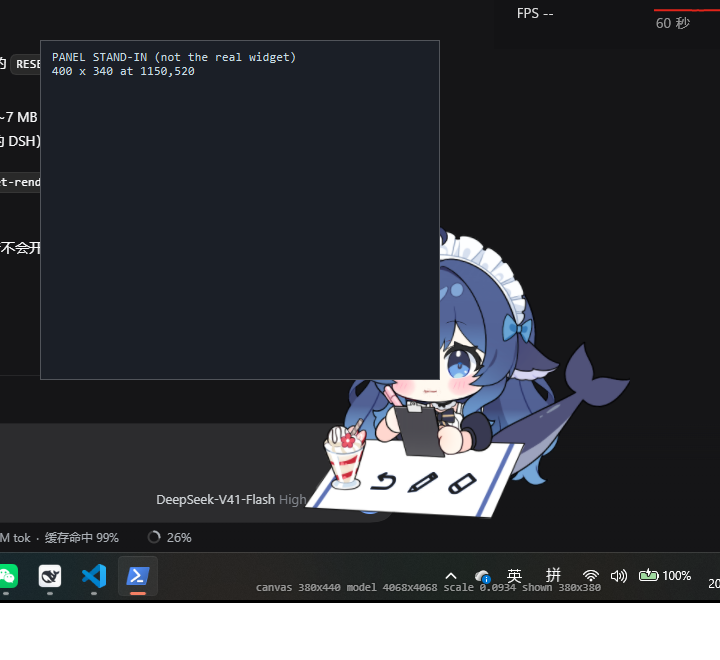 FPS --
60 秒
的 RESE
PANEL STAND-IN (not the real widget)
400 x 340 at 1150,520
~7 MB
的 DSH)
et-rend
不会开
DeepSeek-V41-Flash High
M tok · 缓存命中 99%
26%
英
拼
100%
20
canvas 380x440 model 4068x4068 scale 0.0934 shown 380x380